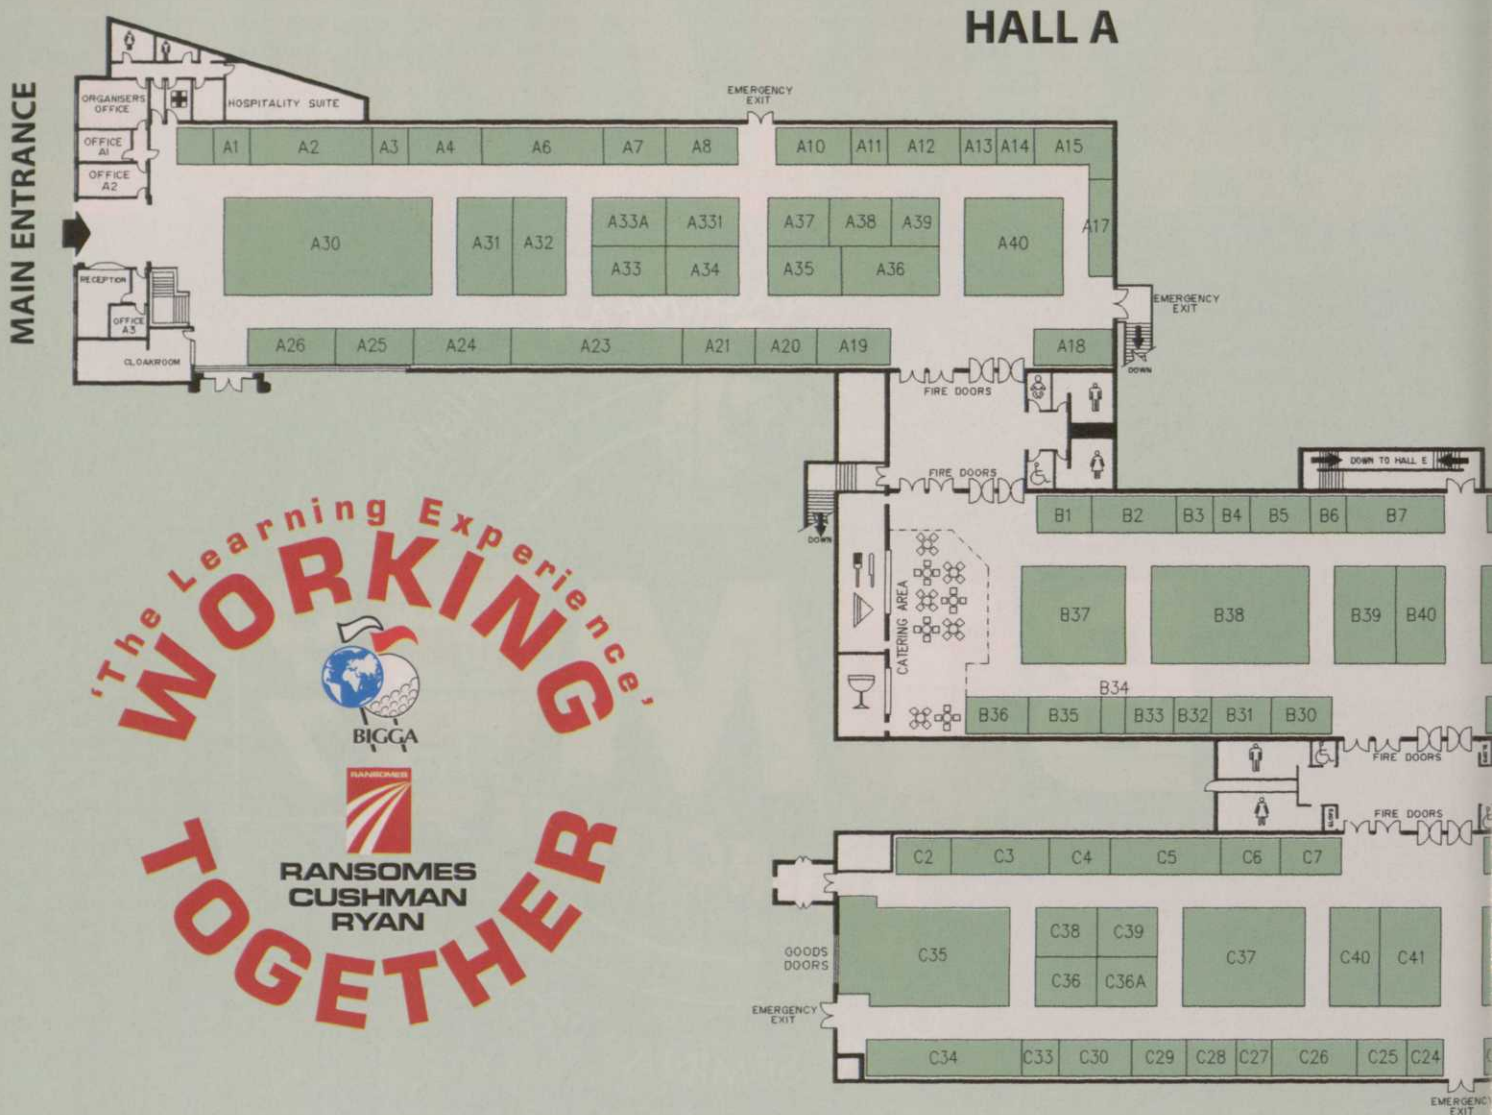 HALL A
MAIN ENTRANCE
ORGANISERS
OFFICE
HOSPITALITY SUITE
OFFICE
A1
OFFICE
A2
EMERGENCY
EXIT
A1 A2 A3 A4 A6 A7 A8 A10 A11 A12 A13 A14 A15
A17
A30 A31 A32 A33A A331 A37 A38 A39 A40
A33 A34 A35 A36
RECEPTION
OFFICE
A3
CLOAKROOM
EMERGENCY
EXIT
DOWN
A26 A25 A24 A23 A21 A20 A19 A18
FIRE DOORS
FIRE DOORS
DOWN
DOWN TO HALL E
B1 B2 B3 B4 B5 B6 B7
CATERING AREA
B37 B38 B39 B40
B34
B36 B35 B33 B32 B31 B30
FIRE DOORS
FIRE DOORS
C2 C3 C4 C5 C6 C7
GOODS
DOORS
C35 C38 C39 C37 C40 C41
C36 C36A
EMERGENCY
EXIT
C34 C33 C30 C29 C28 C27 C26 C25 C24
EMERGENCY
EXIT
'The Learning Experience'
WORKING
BIGGA
RANSOMES
RANSOMES
CUSHMAN
RYAN
TOGETHER